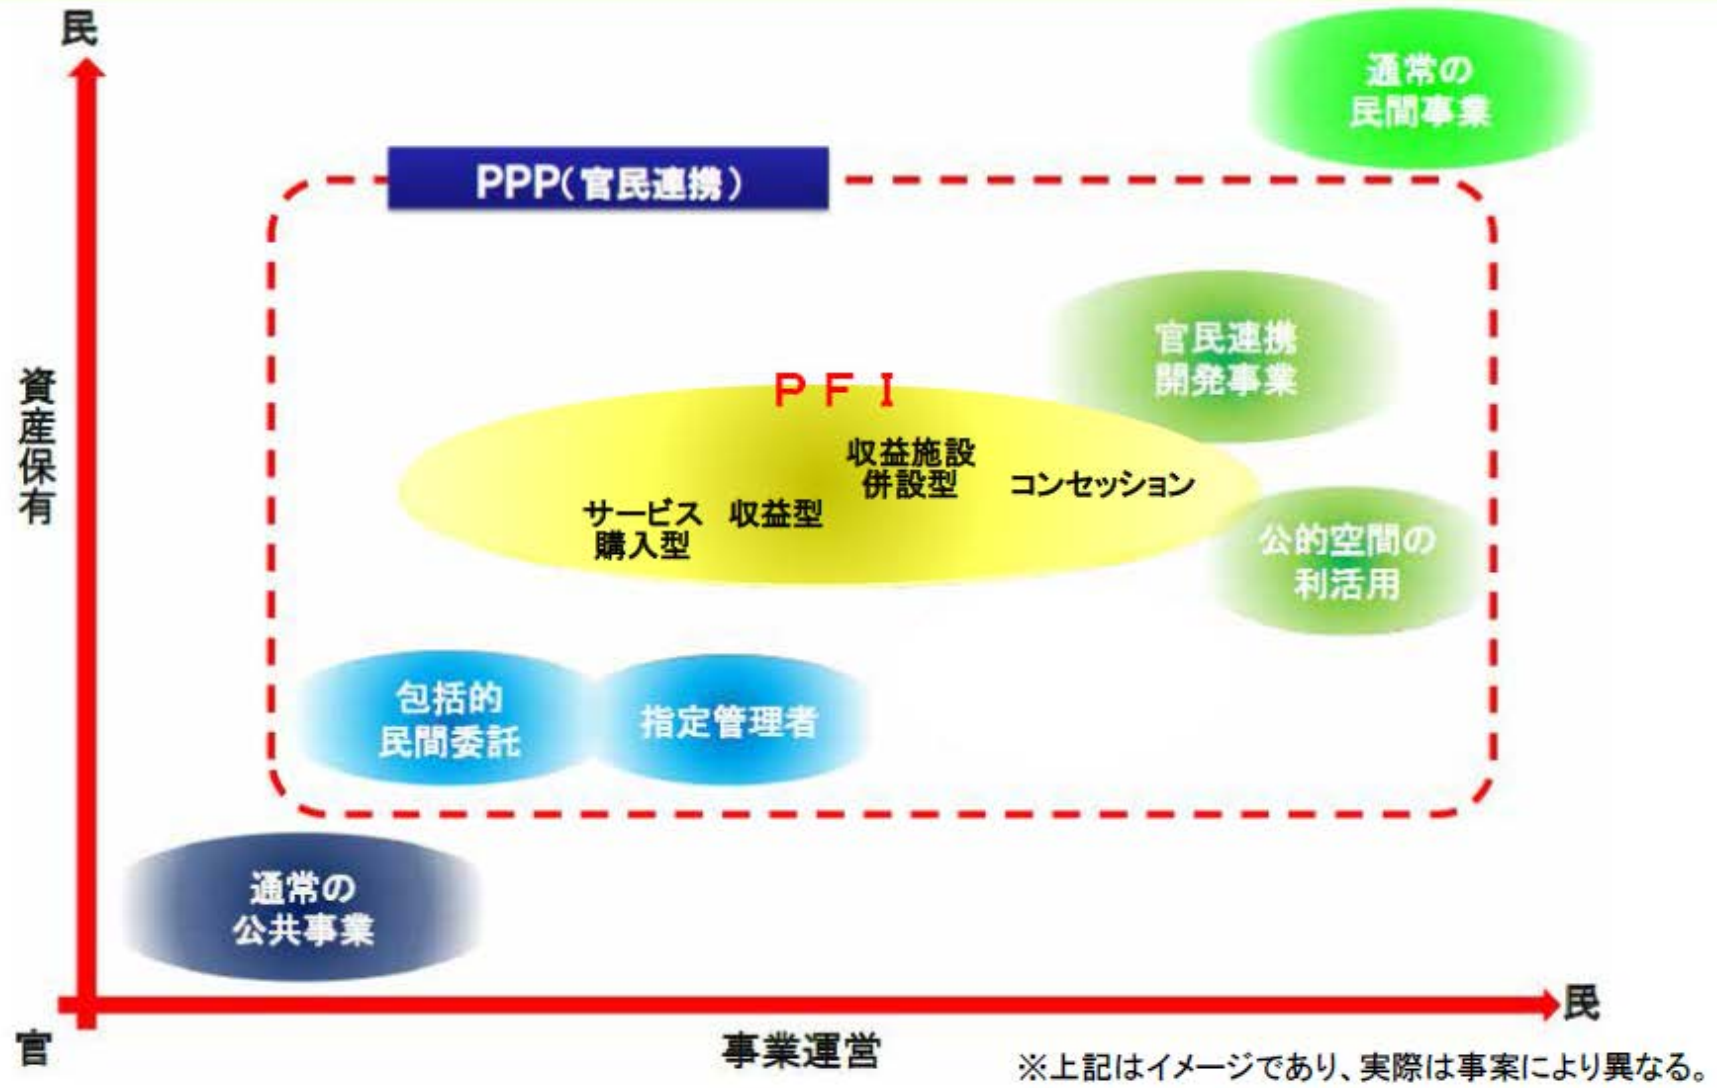 民
通常の
民間事業
PPP(官民連携)
官民連携
開発事業
資産保有
PFI
収益施設
併設型
コンセッション
サービス
購入型
収益型
公的空間の
利活用
包括的
民間委託
指定管理者
通常の
公共事業
民
官
事業運営
※上記はイメージであり、実際は事案により異なる。